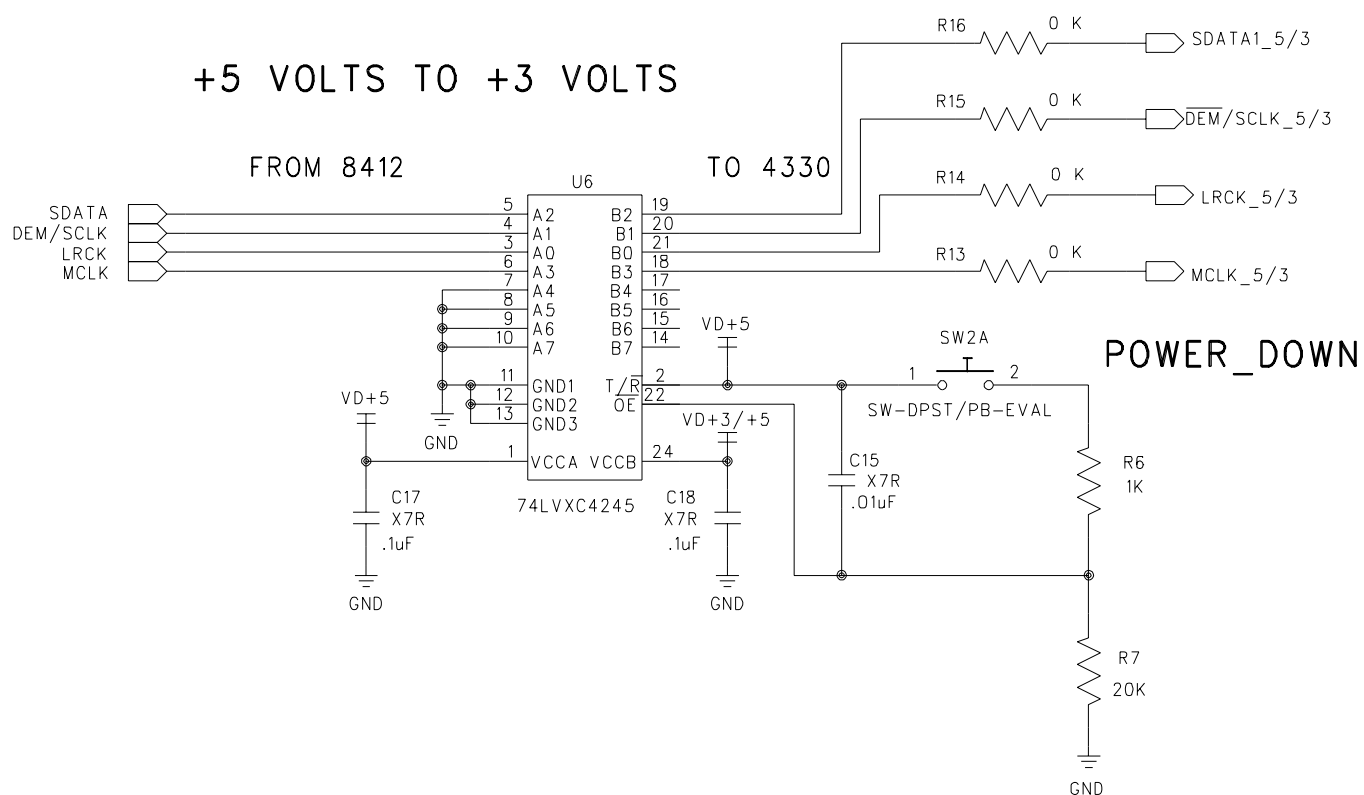 R16 0 K SDATA1_5/3
+5 VOLTS TO +3 VOLTS
R15 0 K DEM/SCLK_5/3
FROM 8412 TO 4330
R14 0 K LRCK_5/3
U6
SDATA 5 A2 B2 19
DEM/SCLK 4 A1 B1 20
LRCK 3 A0 B0 21
R13 0 K MCLK_5/3
MCLK 6 A3 B3 18
7 A4 B4 17
8 A5 B5 16
9 A6 B6 15
10 A7 B7 14
VD+5
SW2A
POWER_DOWN
11 GND1 T/R 2
1 2
12 GND2 OE 22
13 GND3
SW-DPST/PB-EVAL
VD+5
GND
VD+3/+5
1 VCCA VCCB 24
C15
X7R
.01uF
R6
1K
74LVXC4245
C17
X7R
.1uF
C18
X7R
.1uF
GND
GND
R7
20K
GND